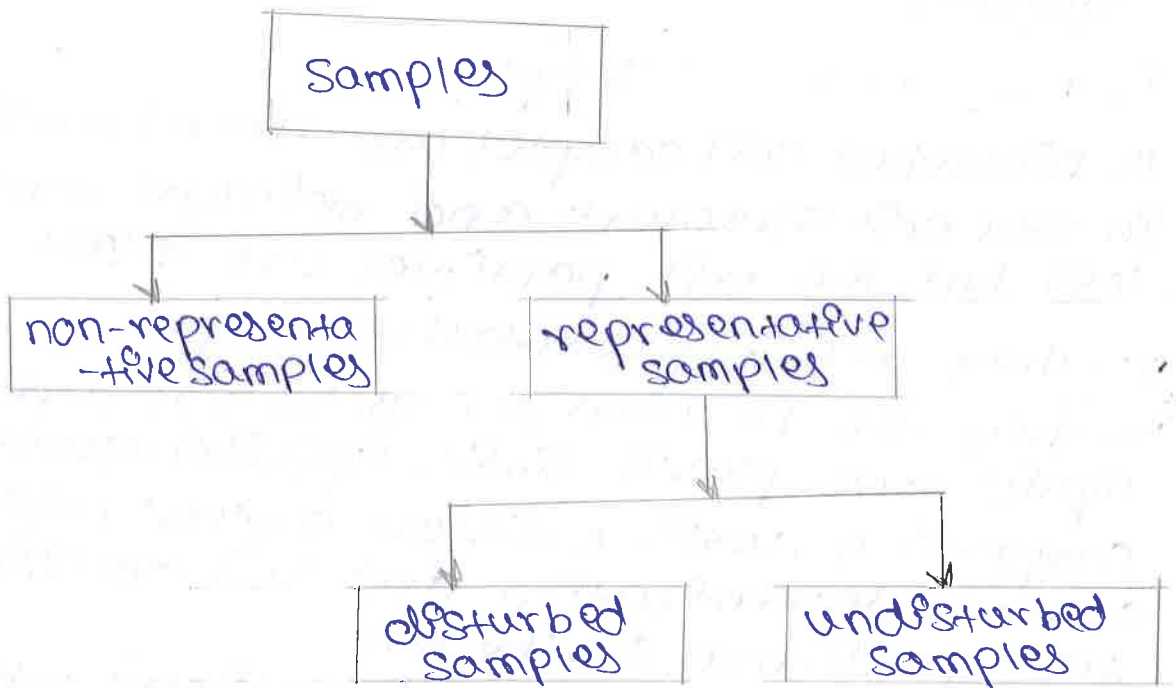 Samples
non-representa
-tive samples
representative
samples
disturbed
samples
undisturbed
samples